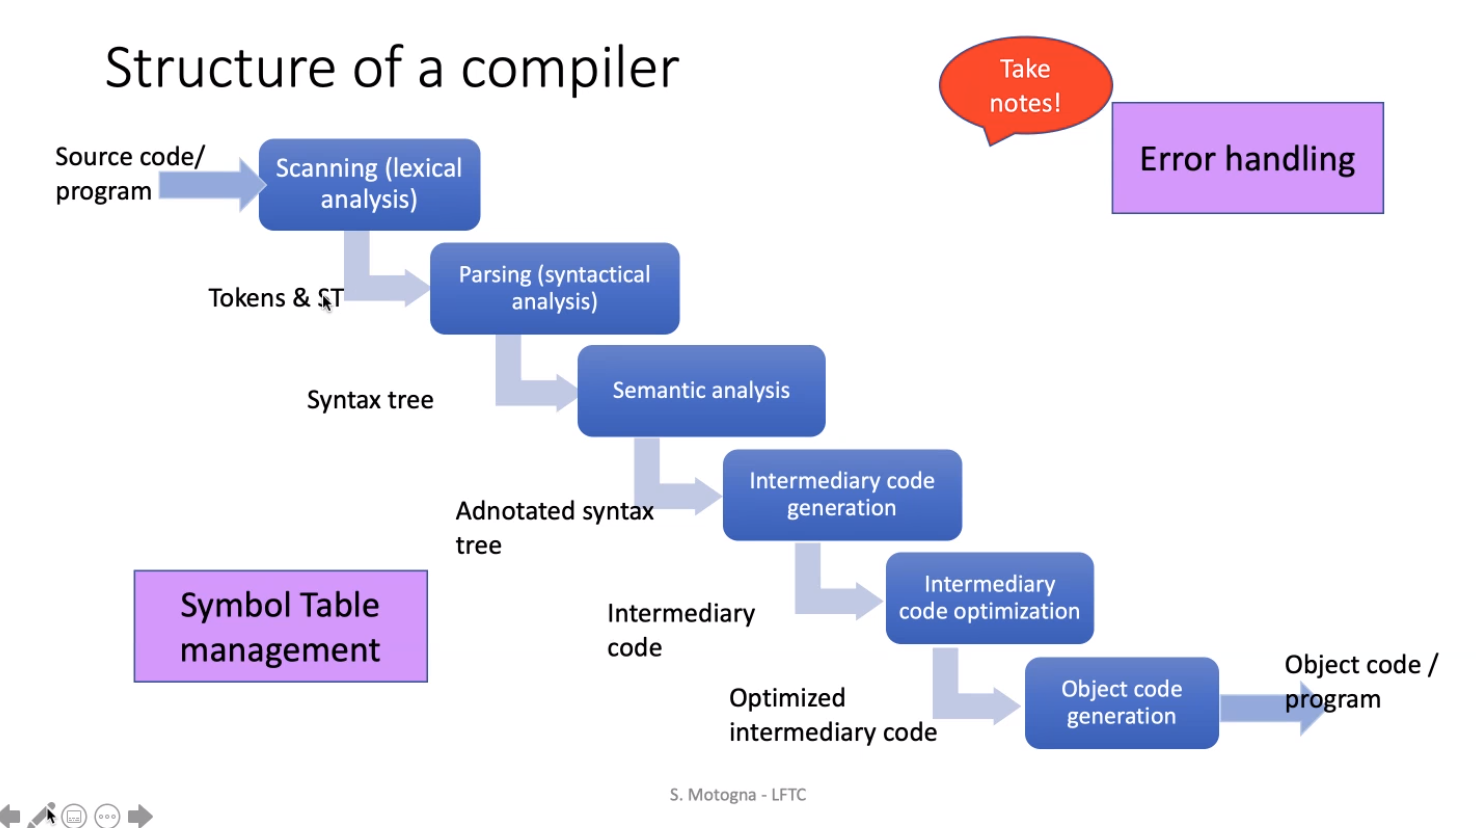 Structure of a compiler
Take
notes!
Error handling
Source code/
program
Scanning (lexical
analysis)
Tokens & ST
Parsing (syntactical
analysis)
Syntax tree
Semantic analysis
Adnotated syntax
tree
Intermediary code
generation
Intermediary
code
Intermediary
code optimization
Symbol Table
management
Optimized
intermediary code
Object code
generation
Object code /
program
S. Motogna - LFTC